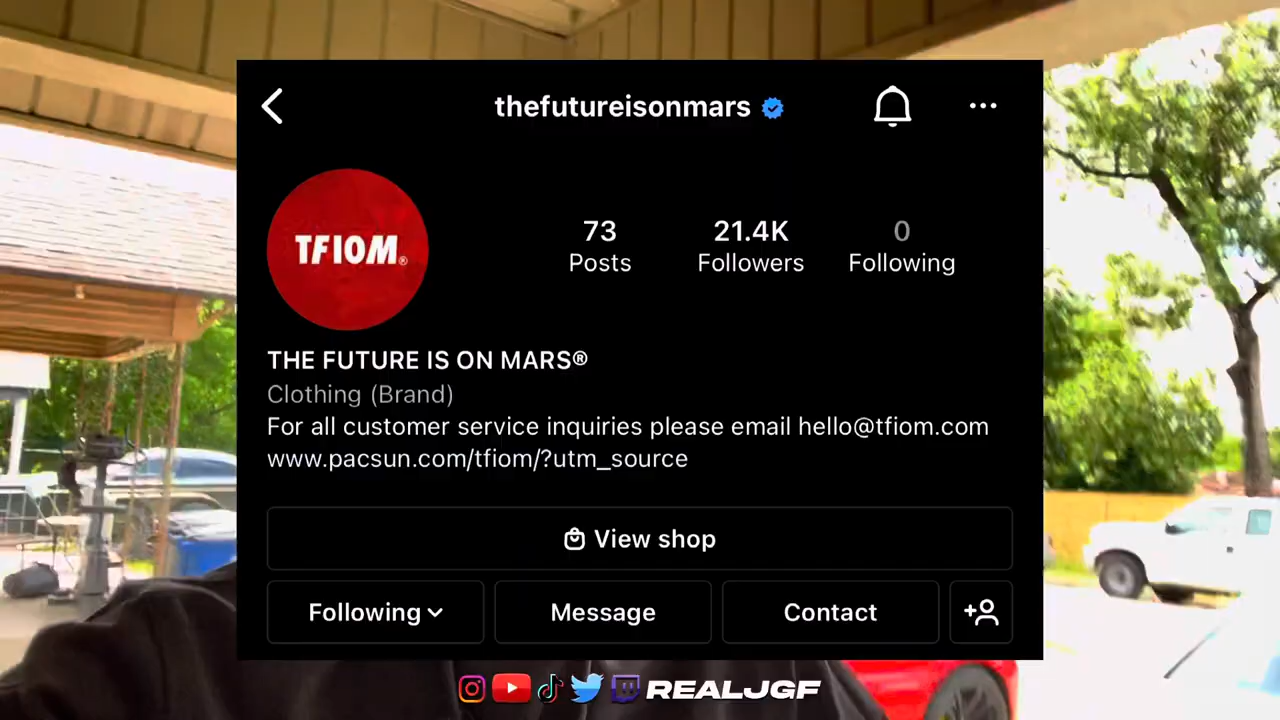 thefutureisonmars
TFIOM®
73
Posts
21.4K
Followers
0
Following
THE FUTURE IS ON MARS®
Clothing (Brand)
For all customer service inquiries please email hello@tfiom.com
www.pacsun.com/tfiom/?utm_source
View shop
Following
Message
Contact
REALJGF